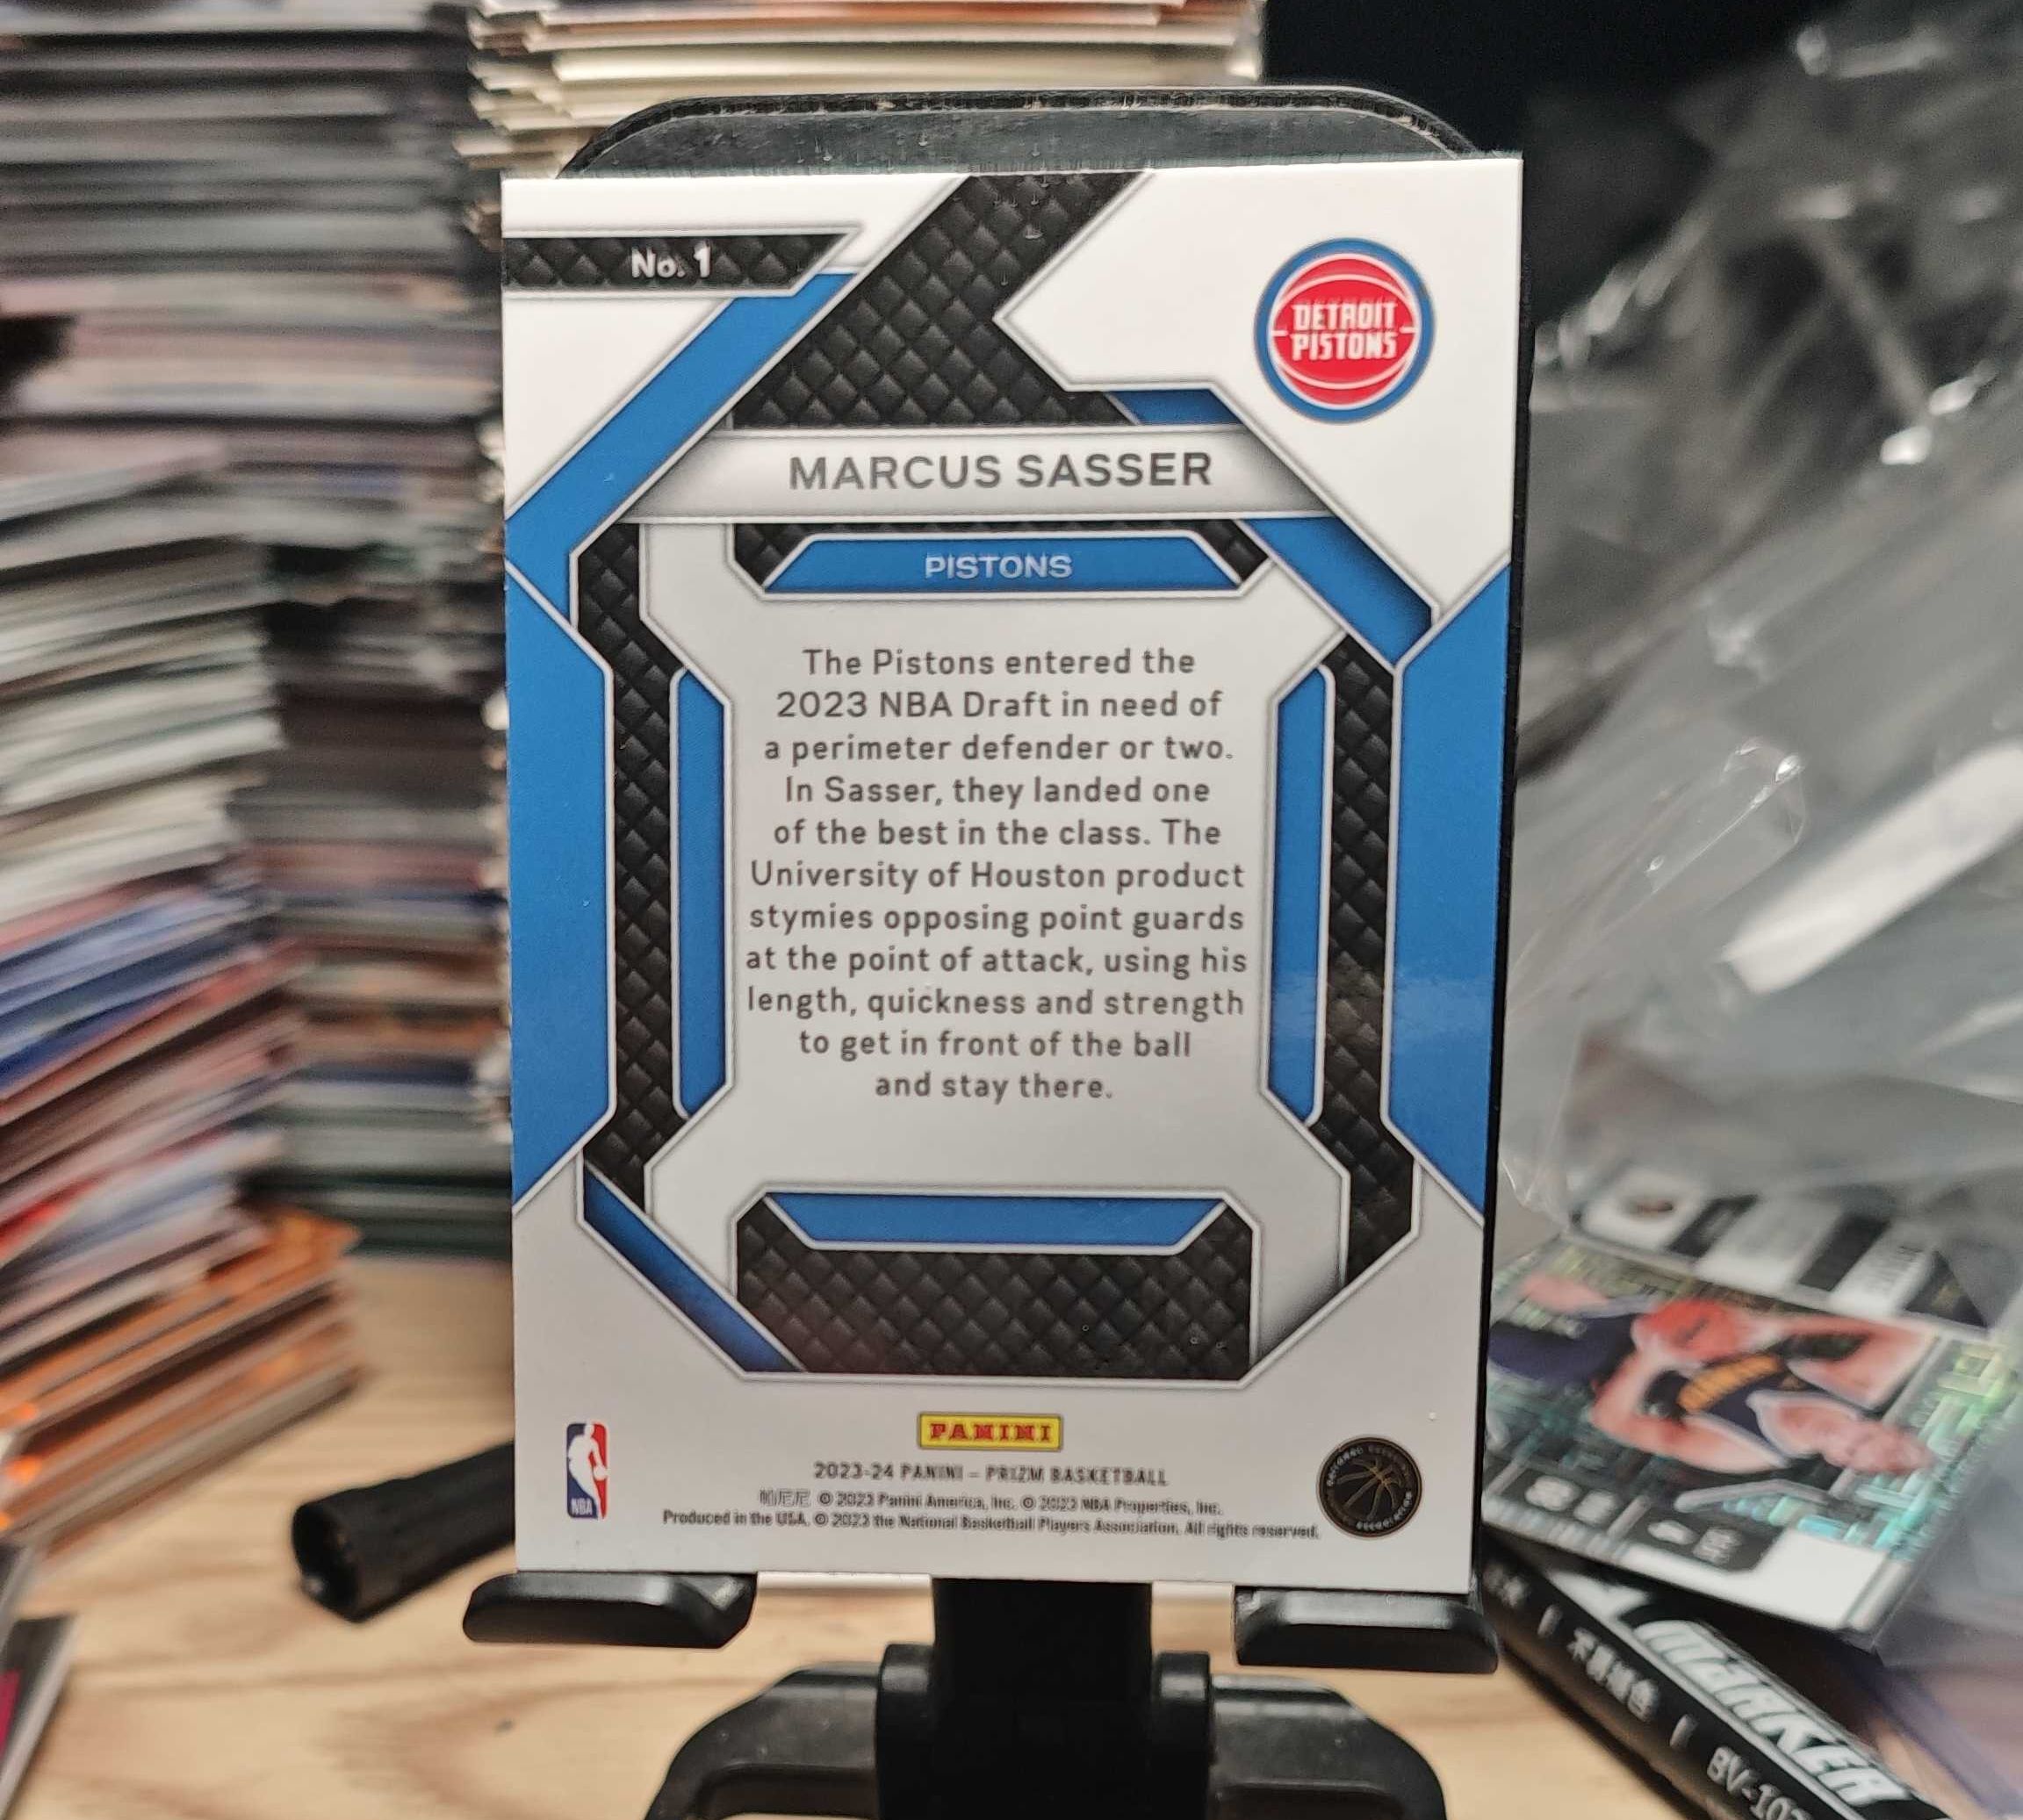 No. 1
DETROIT
PISTONS
MARCUS SASSER
PISTONS
The Pistons entered the
2023 NBA Draft in need of
a perimeter defender or two.
In Sasser, they landed one
of the best in the class. The
University of Houston product
stymies opposing point guards
at the point of attack, using his
length, quickness and strength
to get in front of the ball
and stay there.
PANINI
2023-24 PANINI – PRIZM BASKETBALL
© 2023 Panini America, Inc. © 2023 NBA Properties, Inc.
Produced in the USA. © 2023 the National Basketball Players Association. All rights reserved.
NBA
MARKER